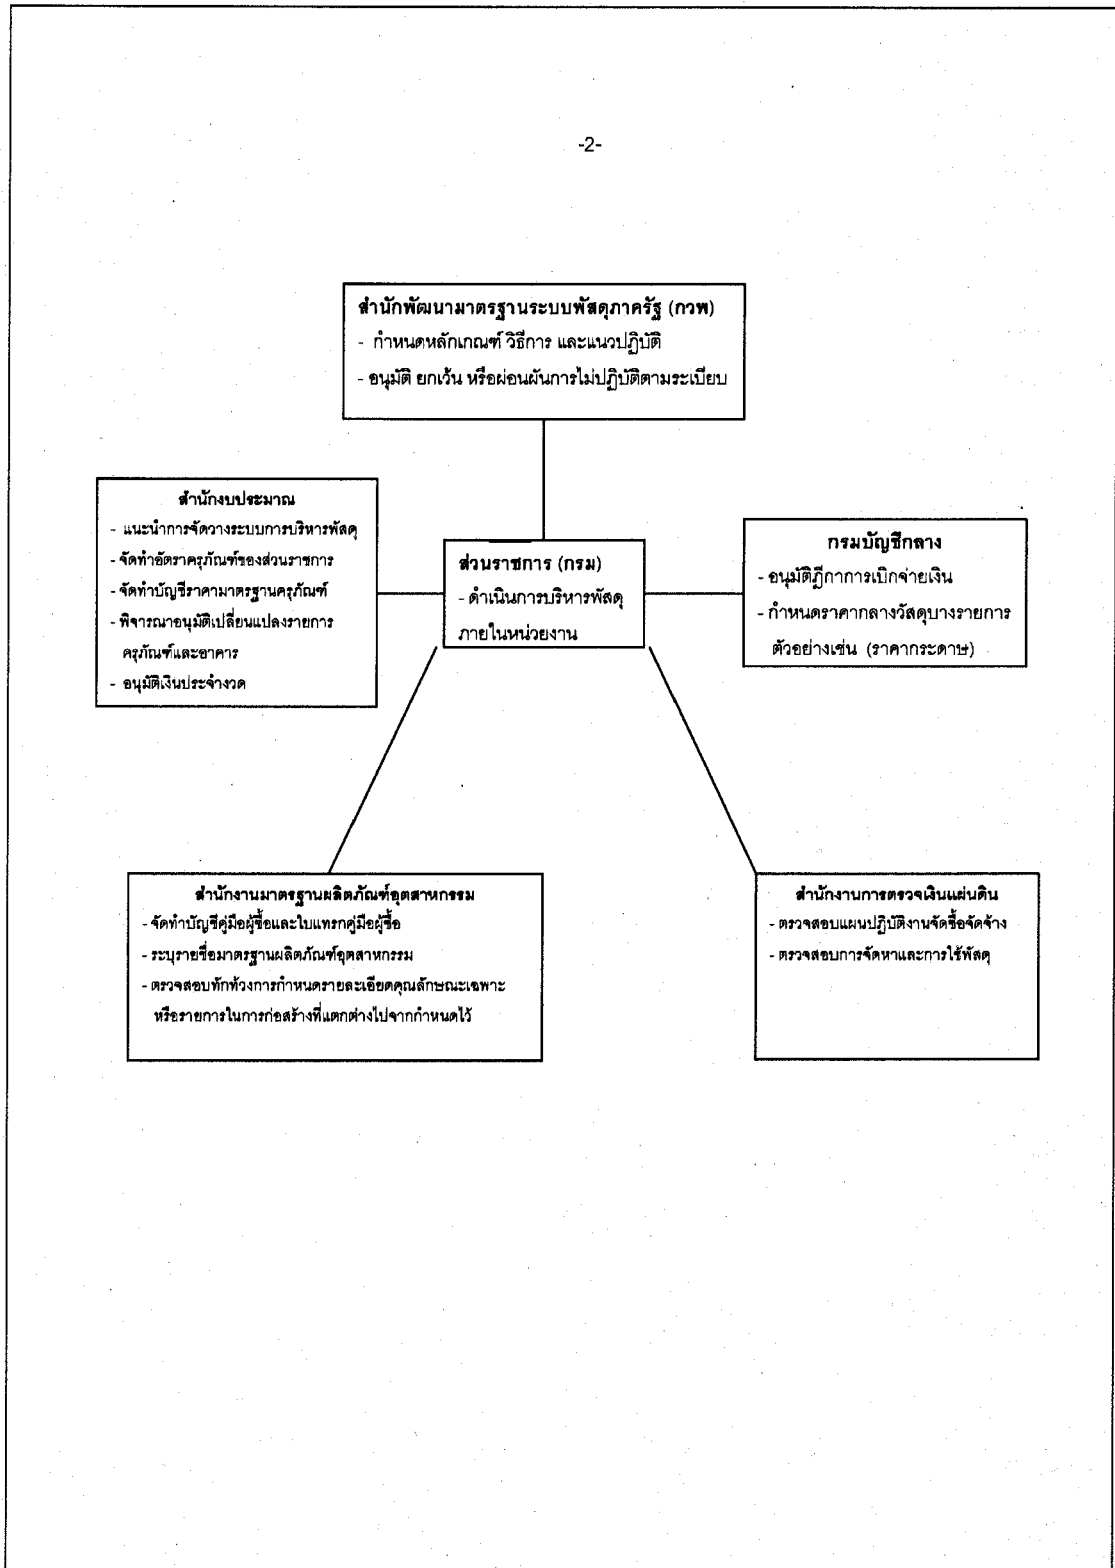 -2-
สำนักพัฒนามาตรฐานระบบพัสดุภาครัฐ (กวพ)
- กำหนดหลักเกณฑ์ วิธีการ และแนวปฏิบัติ
- อนุมัติ ยกเว้น หรือผ่อนผันการไม่ปฏิบัติตามระเบียบ
สำนักงบประมาณ
- แนะนำการจัดวางระบบการบริหารพัสดุ
- จัดทำอัตราครุภัณฑ์ของส่วนราชการ
- จัดทำบัญชีราคามาตรฐานครุภัณฑ์
- พิจารณาอนุมัติเปลี่ยนแปลงรายการ
ครุภัณฑ์และอาคาร
- อนุมัติเงินประจำงวด
ส่วนราชการ (กรม)
- ดำเนินการบริหารพัสดุ
ภายในหน่วยงาน
กรมบัญชีกลาง
- อนุมัติฎีกาการเบิกจ่ายเงิน
- กำหนดราคากลางวัสดุบางรายการ
ตัวอย่างเช่น (ราคากระดาษ)
สำนักงานมาตรฐานผลิตภัณฑ์อุตสาหกรรม
- จัดทำบัญชีคู่มือผู้ซื้อและใบแทรกคู่มือผู้ซื้อ
- ระบุรายชื่อมาตรฐานผลิตภัณฑ์อุตสาหกรรม
- ตรวจสอบทักท้วงการกำหนดรายละเอียดคุณลักษณะเฉพาะ
หรือรายการในการก่อสร้างที่แตกต่างไปจากกำหนดไว้
สำนักงานการตรวจเงินแผ่นดิน
- ตรวจสอบแผนปฏิบัติงานจัดซื้อจัดจ้าง
- ตรวจสอบการจัดหาและการใช้พัสดุ